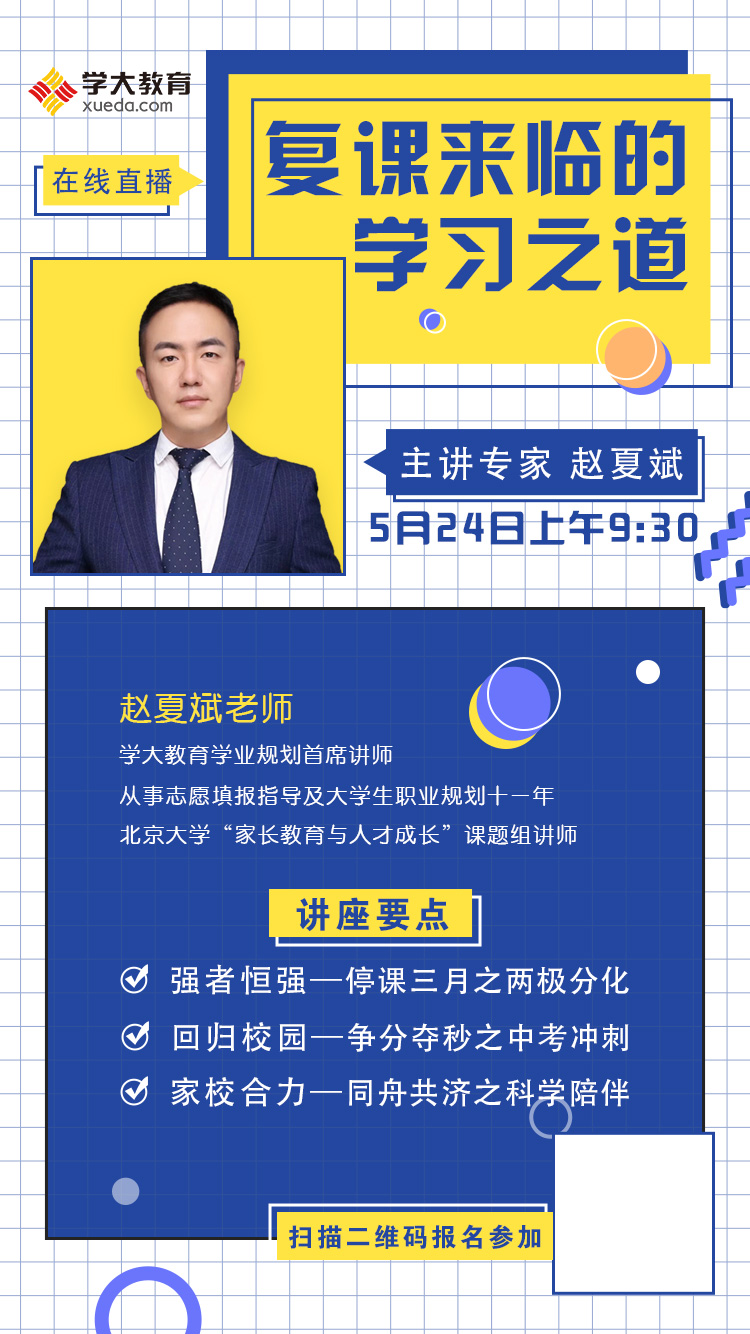 学大教育
xueda.com
在线直播
复课来临的
学习之道
主讲专家 赵夏斌
5月24日上午9:30
赵夏斌老师
学大教育学业规划首席讲师
从事志愿填报指导及大学生职业规划十一年
北京大学“家长教育与人才成长”课题组讲师
讲座要点
强者恒强—停课三月之两极分化
回归校园—争分夺秒之中考冲刺
家校合力—同舟共济之科学陪伴
扫描二维码报名参加